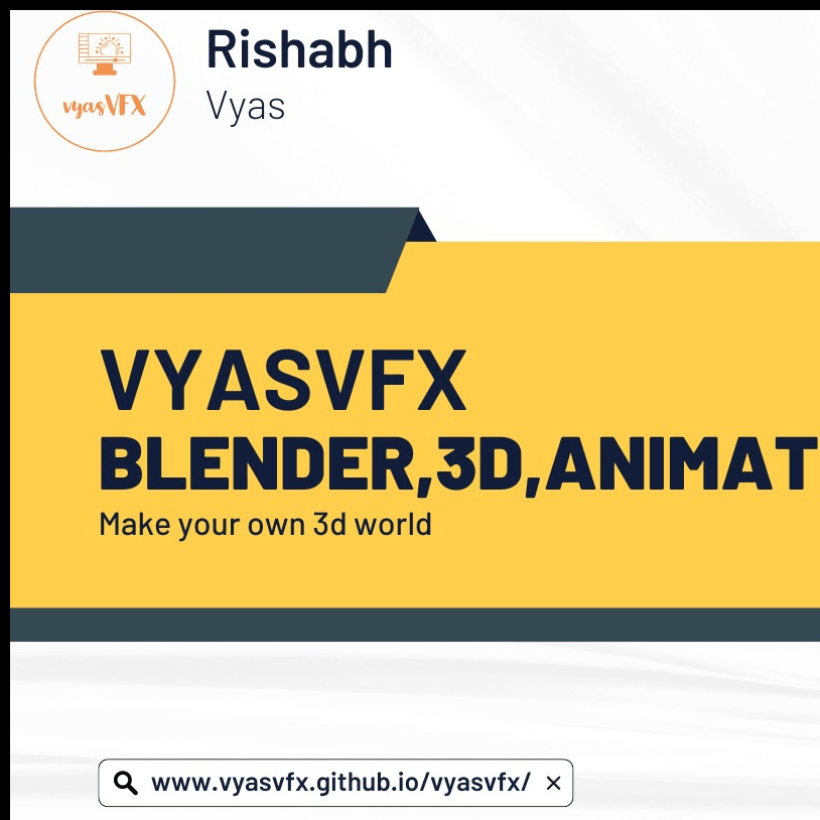 vyasVFX
Rishabh
Vyas
VYASVFX
BLENDER,3D,ANIMAT
Make your own 3d world
www.vyasvfx.github.io/vyasvfx/